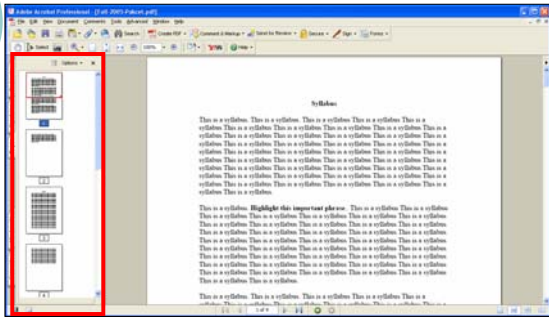 Adobe Acrobat Professional - [Fall-2005-Packet.pdf]
File Edit View Document Comments Tools Advanced Window Help
Search Create PDF Comment & Markup Send for Review Secure Sign Forms
Select 100% Help
Options
Syllabus
This is a syllabus. This is a syllabus. This is a syllabus. This is a
syllabus This is a syllabus This is a syllabus This is a syllabus This is a
syllabus This is a syllabus This is a syllabus This is a syllabus This is a
syllabus This is a syllabus This is a syllabus This is a syllabus This is a
syllabus This is a syllabus This is a syllabus This is a syllabus This is a
syllabus This is a syllabus This is a syllabus This is a syllabus This is a
syllabus This is a syllabus This is a syllabus This is a syllabus This is a
syllabus This is a syllabus This is a syllabus This is a syllabus This is a
syllabus This is a syllabus This is a syllabus This is a syllabus This is a
syllabus This is a syllabus.
This is a syllabus. Highlight this important phrase. This is a syllabus
This is a syllabus This is a syllabus This is a syllabus This is a syllabus
This is a syllabus This is a syllabus This is a syllabus This is a syllabus
This is a syllabus This is a syllabus This is a syllabus This is a syllabus
This is a syllabus This is a syllabus This is a syllabus This is a syllabus
This is a syllabus This is a syllabus This is a syllabus This is a syllabus
This is a syllabus This is a syllabus This is a syllabus This is a syllabus
This is a syllabus This is a syllabus This is a syllabus This is a syllabus
This is a syllabus This is a syllabus This is a syllabus This is a syllabus
This is a syllabus This is a syllabus.
This is a syllabus This is a syllabus This is a syllabus This is a
syllabus This is a syllabus This is a syllabus This is a syllabus This is a
1
2
3
4
1 of 9